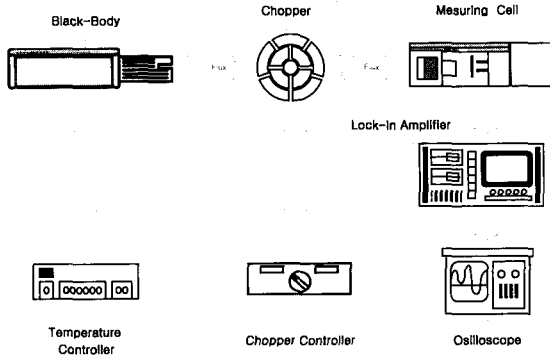 Black-Body
Chopper
Mesuring Cell
Flux
Flux
Lock-in Amplifier
Temperature
Controller
Chopper Controller
Osilloscope